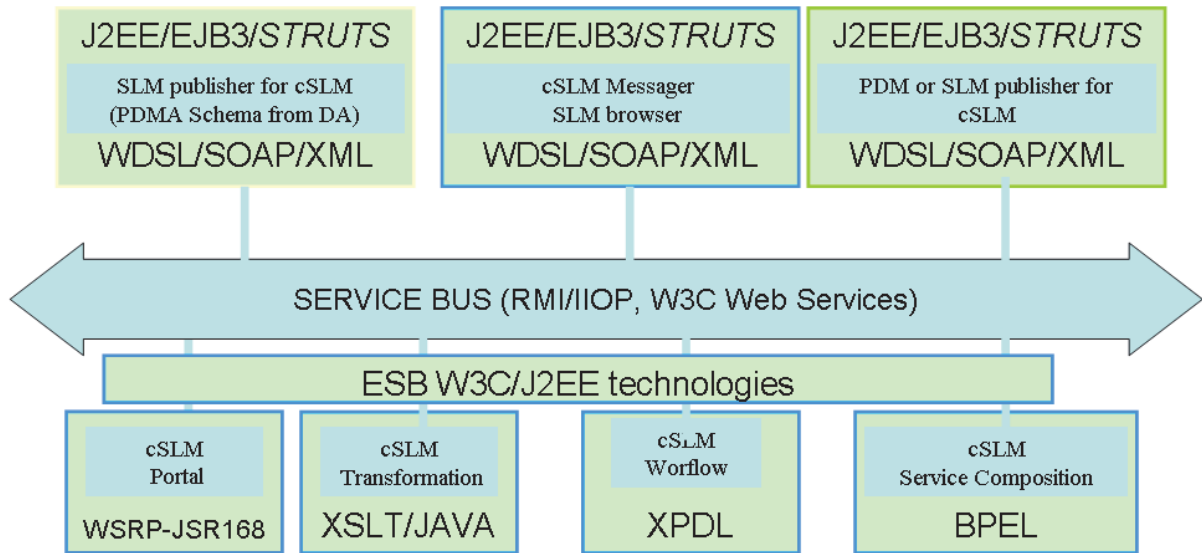 J2EE/EJB3/STRUTS
SLM publisher for cSLM
(PDMA Schema from DA)
WDSL/SOAP/XML
J2EE/EJB3/STRUTS
cSLM Messager
SLM browser
WDSL/SOAP/XML
J2EE/EJB3/STRUTS
PDM or SLM publisher for
cSLM
WDSL/SOAP/XML
SERVICE BUS (RMI/IIOP, W3C Web Services)
ESB W3C/J2EE technologies
cSLM
Portal
WSRP-JSR168
cSLM
Transformation
XSLT/JAVA
cSLM
Worflow
XPDL
cSLM
Service Composition
BPEL